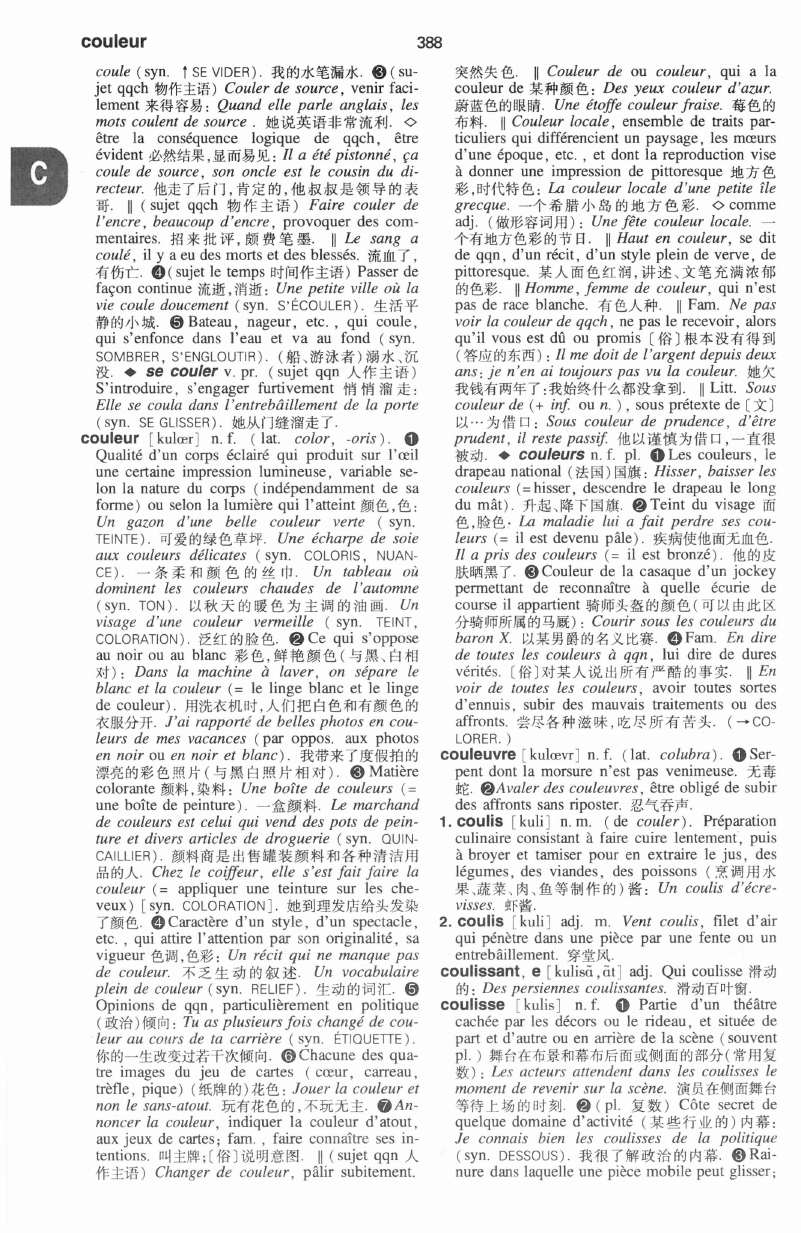 couleur
388
C
coule (syn. ↑ SE VIDER). 我的水笔漏水. ❸ (su-
jet qqch 物作主语) Couler de source, venir faci-
lement 来得容易: Quand elle parle anglais, les
mots coulent de source . 她说英语非常流利. ◇
être la conséquence logique de qqch, être
évident 必然结果,显而易见: Il a été pistonné, ça
coule de source, son oncle est le cousin du di-
recteur. 他走了后门,肯定的,他叔叔是领导的表
哥. ‖ (sujet qqch 物作主语) Faire couler de
l'encre, beaucoup d'encre, provoquer des com-
mentaires. 招来批评,颇费笔墨. ‖ Le sang a
coulé, il y a eu des morts et des blessés. 流血了,
有伤亡. ❹ (sujet le temps 时间作主语) Passer de
façon continue 流逝,消逝: Une petite ville où la
vie coule doucement (syn. S'ÉCOULER). 生活平
静的小城. ❺ Bateau, nageur, etc. , qui coule,
qui s'enfonce dans l'eau et va au fond (syn.
SOMBRER, S'ENGLOUTIR). (船、游泳者)溺水、沉
没. ◆ se couler v. pr. (sujet qqn 人作主语)
S'introduire, s'engager furtivement 悄悄溜走:
Elle se coula dans l'entrebâillement de la porte
(syn. SE GLISSER). 她从门缝溜走了.
couleur [kulœr] n. f. (lat. color, -oris). ❶
Qualité d'un corps éclairé qui produit sur l'œil
une certaine impression lumineuse, variable se-
lon la nature du corps (indépendamment de sa
forme) ou selon la lumière qui l'atteint 颜色,色:
Un gazon d'une belle couleur verte (syn.
TEINTE). 可爱的绿色草坪. Une écharpe de soie
aux couleurs délicates (syn. COLORIS, NUAN-
CE). 一条柔和颜色的丝巾. Un tableau où
dominent les couleurs chaudes de l'automne
(syn. TON). 以秋天的暖色为主调的油画. Un
visage d'une couleur vermeille (syn. TEINT,
COLORATION). 泛红的脸色. ❷ Ce qui s'oppose
au noir ou au blanc 彩色,鲜艳颜色(与黑、白相
对): Dans la machine à laver, on sépare le
blanc et la couleur (= le linge blanc et le linge
de couleur). 用洗衣机时,人们把白色和有颜色的
衣服分开. J'ai rapporté de belles photos en cou-
leurs de mes vacances (par oppos. aux photos
en noir ou en noir et blanc). 我带来了度假拍的
漂亮的彩色照片(与黑白照片相对). ❸ Matière
colorante 颜料,染料: Une boîte de couleurs (=
une boîte de peinture). 一盒颜料. Le marchand
de couleurs est celui qui vend des pots de pein-
ture et divers articles de droguerie (syn. QUIN-
CAILLIER). 颜料商是出售罐装颜料和各种清洁用
品的人. Chez le coiffeur, elle s'est fait faire la
couleur (= appliquer une teinture sur les che-
veux) [syn. COLORATION]. 她到理发店给头发染
了颜色. ❹ Caractère d'un style, d'un spectacle,
etc. , qui attire l'attention par son originalité, sa
vigueur 色调,色彩: Un récit qui ne manque pas
de couleur. 不乏生动的叙述. Un vocabulaire
plein de couleur (syn. RELIEF). 生动的词汇. ❺
Opinions de qqn, particulièrement en politique
(政治)倾向: Tu as plusieurs fois changé de cou-
leur au cours de ta carrière (syn. ÉTIQUETTE).
你的一生改变过若干次倾向. ❻ Chacune des qua-
tre images du jeu de cartes (cœur, carreau,
trèfle, pique) (纸牌的)花色: Jouer la couleur et
non le sans-atout. 玩有花色的,不玩无主. ❼ An-
noncer la couleur, indiquer la couleur d'atout,
aux jeux de cartes; fam. , faire connaître ses in-
tentions. 叫主牌;[俗]说明意图. ‖ (sujet qqn 人
作主语) Changer de couleur, pâlir subitement.
突然失色. ‖ Couleur de ou couleur, qui a la
couleur de 某种颜色: Des yeux couleur d'azur.
蔚蓝色的眼睛. Une étoffe couleur fraise. 莓色的
布料. ‖ Couleur locale, ensemble de traits par-
ticuliers qui différencient un paysage, les mœurs
d'une époque, etc. , et dont la reproduction vise
à donner une impression de pittoresque 地方色
彩,时代特色: La couleur locale d'une petite île
grecque. 一个希腊小岛的地方色彩. ◇ comme
adj. (做形容词用): Une fête couleur locale. 一
个有地方色彩的节日. ‖ Haut en couleur, se dit
de qqn, d'un récit, d'un style plein de verve, de
pittoresque. 某人面色红润,讲述、文笔充满浓郁
的色彩. ‖ Homme, femme de couleur, qui n'est
pas de race blanche. 有色人种. ‖ Fam. Ne pas
voir la couleur de qqch, ne pas le recevoir, alors
qu'il vous est dû ou promis [俗]根本没有得到
(答应的东西): Il me doit de l'argent depuis deux
ans; je n'en ai toujours pas vu la couleur. 她欠
我钱有两年了;我始终什么都没拿到. ‖ Litt. Sous
couleur de (+ inf. ou n. ), sous prétexte de [文]
以…为借口: Sous couleur de prudence, d'être
prudent, il reste passif. 他以谨慎为借口,一直很
被动. ◆ couleurs n. f. pl. ❶ Les couleurs, le
drapeau national (法国)国旗: Hisser, baisser les
couleurs (= hisser, descendre le drapeau le long
du mât). 升起、降下国旗. ❷ Teint du visage 面
色,脸色. La maladie lui a fait perdre ses cou-
leurs (= il est devenu pâle). 疾病使他面无血色.
Il a pris des couleurs (= il est bronzé). 他的皮
肤晒黑了. ❸ Couleur de la casaque d'un jockey
permettant de reconnaître à quelle écurie de
course il appartient 骑师头盔的颜色(可以由此区
分骑师所属的马厩): Courir sous les couleurs du
baron X. 以某男爵的名义比赛. ❹ Fam. En dire
de toutes les couleurs à qqn, lui dire de dures
vérités. [俗]对某人说出所有严酷的事实. ‖ En
voir de toutes les couleurs, avoir toutes sortes
d'ennuis, subir des mauvais traitements ou des
affronts. 尝尽各种滋味,吃尽所有苦头. (→CO-
LORER. )
couleuvre [kulœvr] n. f. (lat. colubra). ❶ Ser-
pent dont la morsure n'est pas venimeuse. 无毒
蛇. ❷ Avaler des couleuvres, être obligé de subir
des affronts sans riposter. 忍气吞声.
1. coulis [kuli] n. m. (de couler). Préparation
culinaire consistant à faire cuire lentement, puis
à broyer et tamiser pour en extraire le jus, des
légumes, des viandes, des poissons (烹调用水
果、蔬菜、肉、鱼等制作的)酱: Un coulis d'écre-
visses. 虾酱.
2. coulis [kuli] adj. m. Vent coulis, filet d'air
qui pénètre dans une pièce par une fente ou un
entrebâillement. 穿堂风.
coulissant, e [kulisɑ̃,ɑ̃t] adj. Qui coulisse 滑动
的: Des persiennes coulissantes. 滑动百叶窗.
coulisse [kulis] n. f. ❶ Partie d'un théâtre
cachée par les décors ou le rideau, et située de
part et d'autre ou en arrière de la scène (souvent
pl. ) 舞台在布景和幕布后面或侧面的部分(常用复
数): Les acteurs attendent dans les coulisses le
moment de revenir sur la scène. 演员在侧面舞台
等待上场的时刻. ❷ (pl. 复数) Côte secret de
quelque domaine d'activité (某些行业的)内幕:
Je connais bien les coulisses de la politique
(syn. DESSOUS). 我很了解政治的内幕. ❸ Rai-
nure dans laquelle une pièce mobile peut glisser;